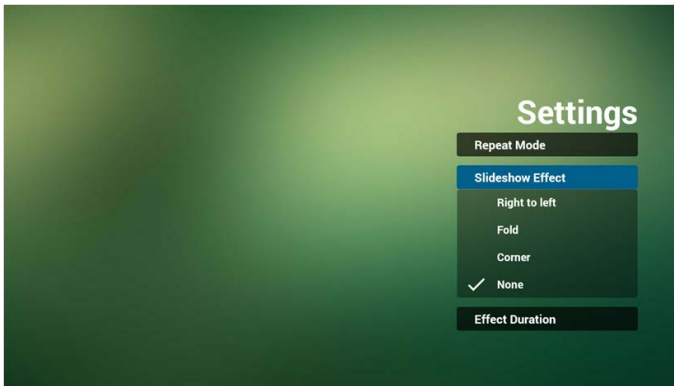 Settings
Repeat Mode
Slideshow Effect
Right to left
Fold
Corner
None
Effect Duration